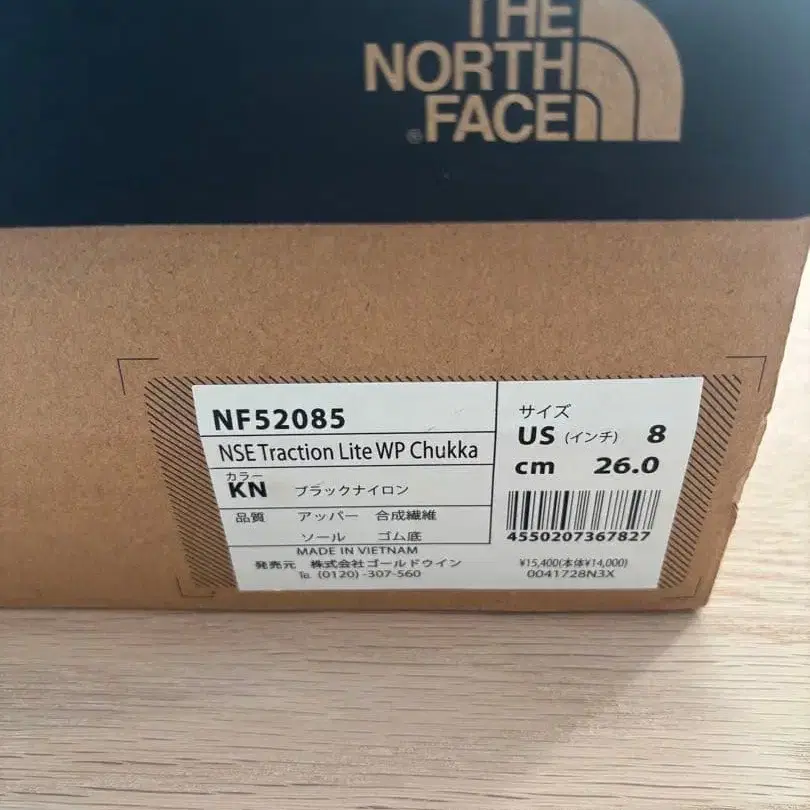 THE
NORTH
FACE
®
NF52085
NSE Traction Lite WP Chukka
カラー
KN ブラックナイロン
品質 アッパー 合成繊維
ソール ゴム底
MADE IN VIETNAM
発売元 株式会社ゴールドウイン
Tel. (0120)-307-560
サイズ
US (インチ) 8
cm 26.0
4550207367827
¥15,400(本体¥14,000)
0041728N3X